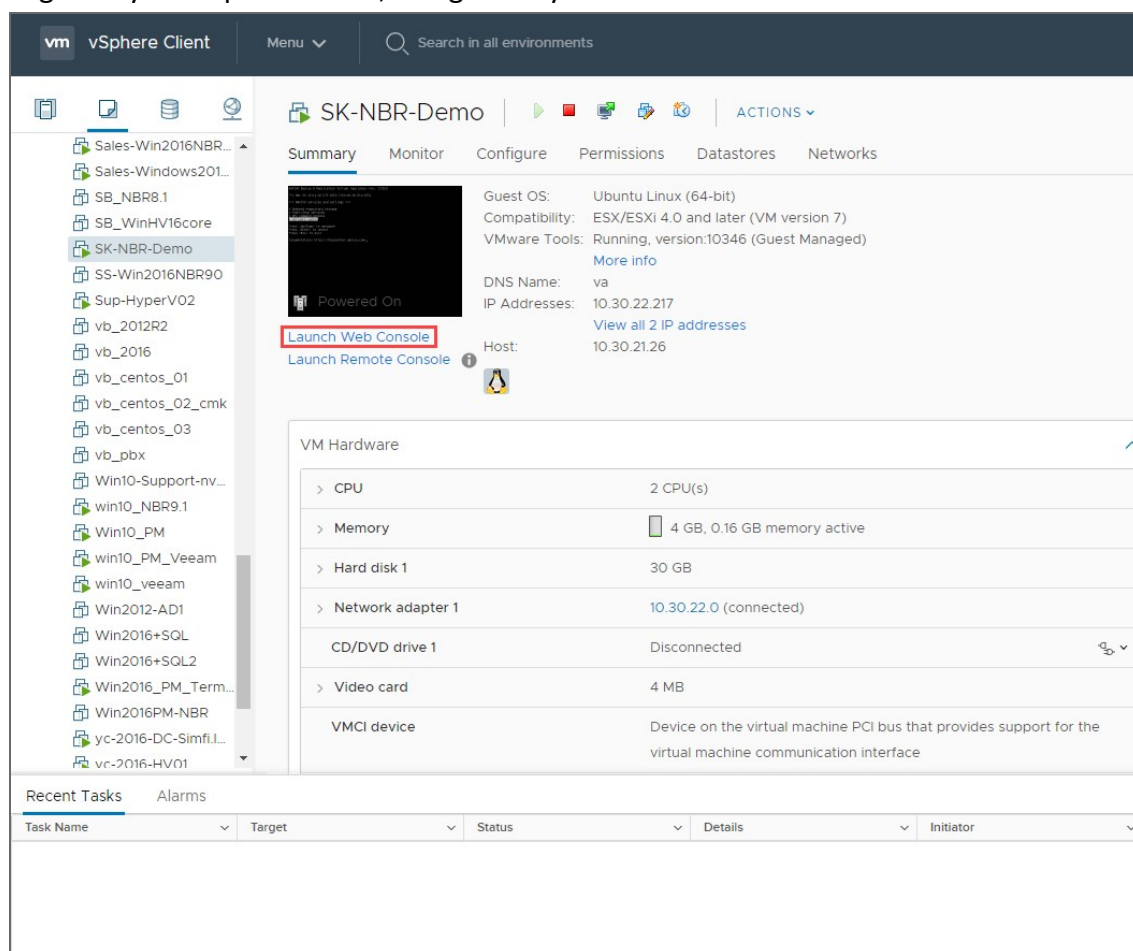 vm vSphere Client Menu Search in all environments
SK-NBR-Demo ACTIONS
Summary Monitor Configure Permissions Datastores Networks
Sales-Win2016NBR...
Sales-Windows201...
SB_NBR8.1
SB_WinHV16core
SK-NBR-Demo
SS-Win2016NBR90
Sup-HyperV02
vb_2012R2
vb_2016
vb_centos_01
vb_centos_02_cmk
vb_centos_03
vb_pbx
Win10-Support-nv...
win10_NBR9.1
Win10_PM
win10_PM_Veeam
win10_veeam
Win2012-AD1
Win2016+SQL
Win2016+SQL2
Win2016_PM_Term...
Win2016PM-NBR
yc-2016-DC-Simfi.l...
yc-2016-HV01
Powered On
Launch Web Console
Launch Remote Console
Guest OS: Ubuntu Linux (64-bit)
Compatibility: ESX/ESXi 4.0 and later (VM version 7)
VMware Tools: Running, version:10346 (Guest Managed)
More info
DNS Name: va
IP Addresses: 10.30.22.217
View all 2 IP addresses
Host: 10.30.21.26
VM Hardware
CPU 2 CPU(s)
Memory 4 GB, 0.16 GB memory active
Hard disk 1 30 GB
Network adapter 1 10.30.22.0 (connected)
CD/DVD drive 1 Disconnected
Video card 4 MB
VMCI device Device on the virtual machine PCI bus that provides support for the
virtual machine communication interface
Recent Tasks Alarms
Task Name Target Status Details Initiator